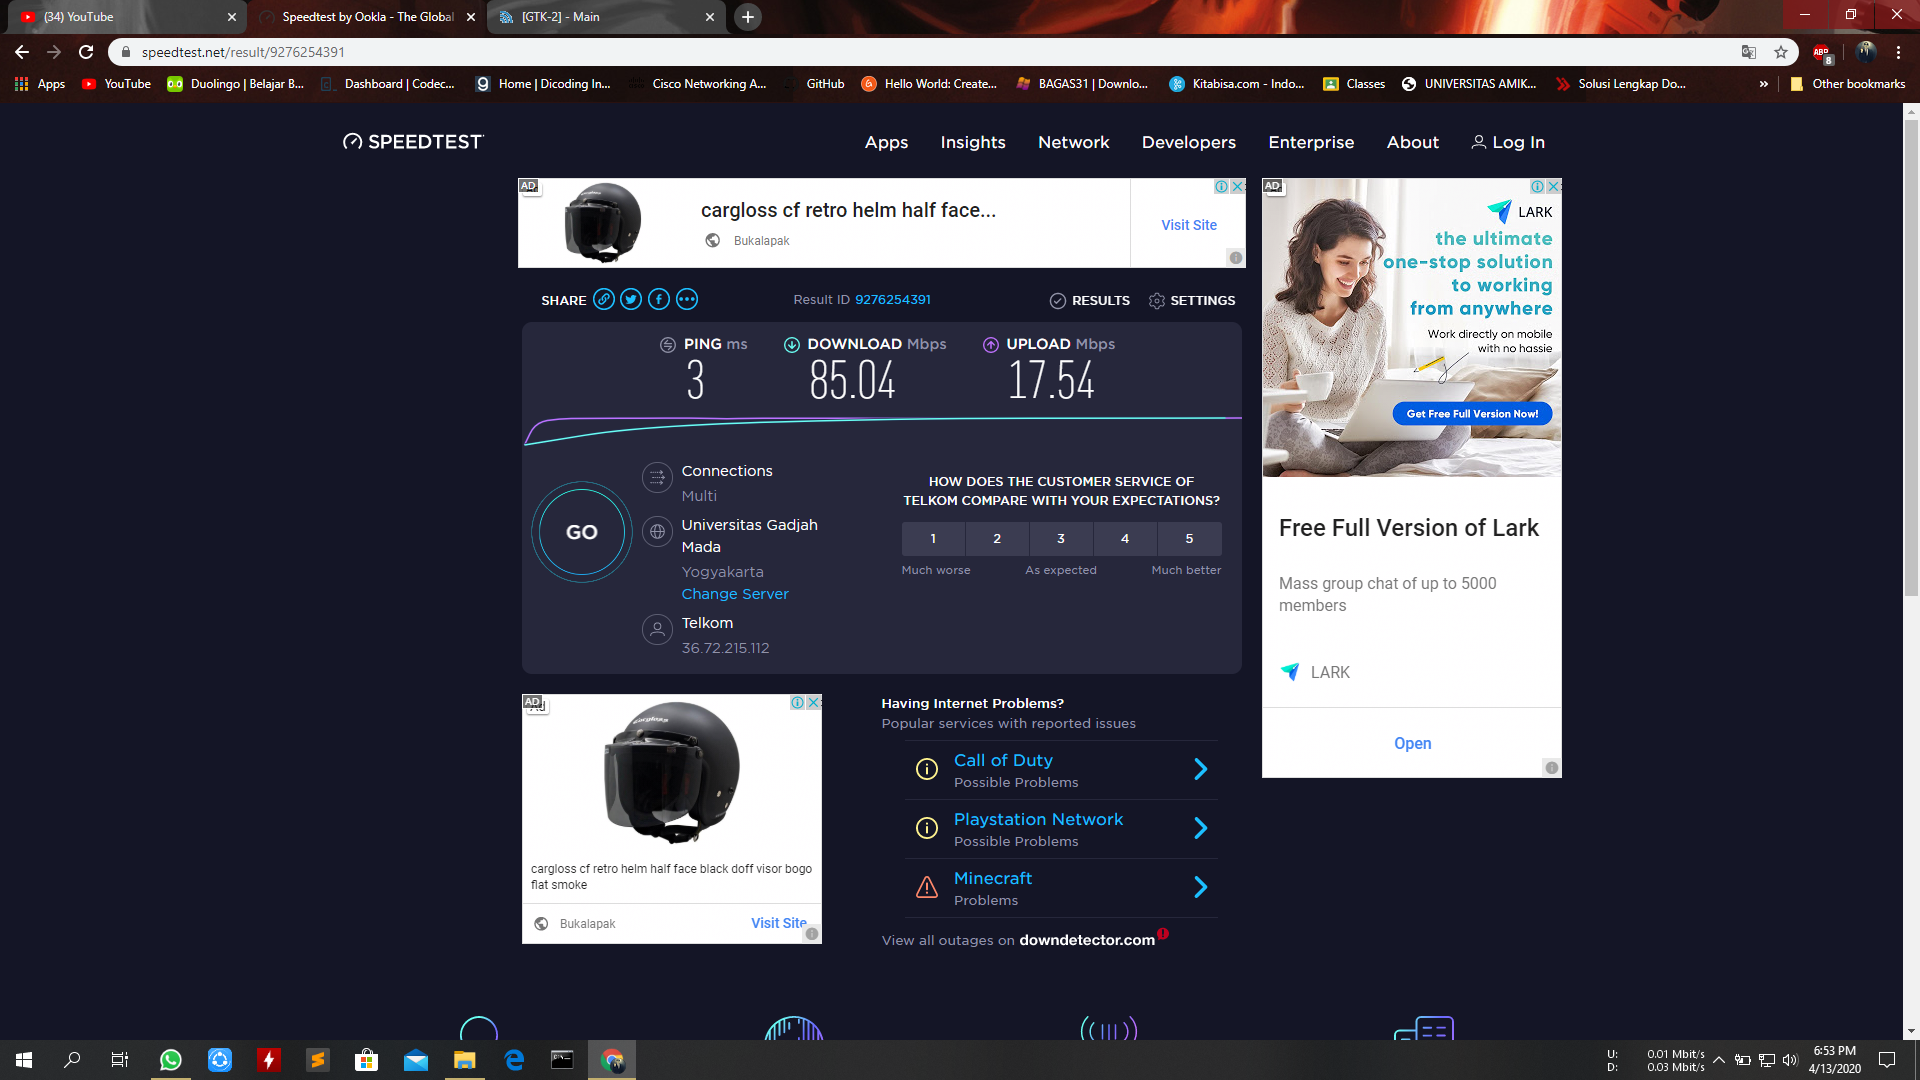 (34) YouTube
Speedtest by Ookla - The Global
[GTK-2] - Main
speedtest.net/result/9276254391
ABP
8
Apps
YouTube
Duolingo | Belajar B...
Dashboard | Codec...
Home | Dicoding In...
Cisco Networking A...
GitHub
Hello World: Create...
BAGAS31 | Downlo...
Kitabisa.com - Indo...
Classes
UNIVERSITAS AMIK...
Solusi Lengkap Do...
»
Other bookmarks
SPEEDTEST
Apps
Insights
Network
Developers
Enterprise
About
Log In
AD
cargloss cf retro helm half face...
Bukalapak
Visit Site
AD
LARK
the ultimate
one-stop solution
to working
from anywhere
Work directly on mobile
with no hassie
Get Free Full Version Now!
Free Full Version of Lark
Mass group chat of up to 5000
members
LARK
Open
SHARE
Result ID 9276254391
RESULTS
SETTINGS
PING ms
DOWNLOAD Mbps
UPLOAD Mbps
3
85.04
17.54
GO
Connections
Multi
Universitas Gadjah
Mada
Yogyakarta
Change Server
Telkom
36.72.215.112
HOW DOES THE CUSTOMER SERVICE OF
TELKOM COMPARE WITH YOUR EXPECTATIONS?
1 2 3 4 5
Much worse
As expected
Much better
AD
cargloss
cargloss cf retro helm half face black doff visor bogo
flat smoke
Bukalapak
Visit Site
Having Internet Problems?
Popular services with reported issues
Call of Duty
Possible Problems
Playstation Network
Possible Problems
Minecraft
Problems
View all outages on downdetector.com
U: 0.01 Mbit/s
D: 0.03 Mbit/s
6:53 PM
4/13/2020